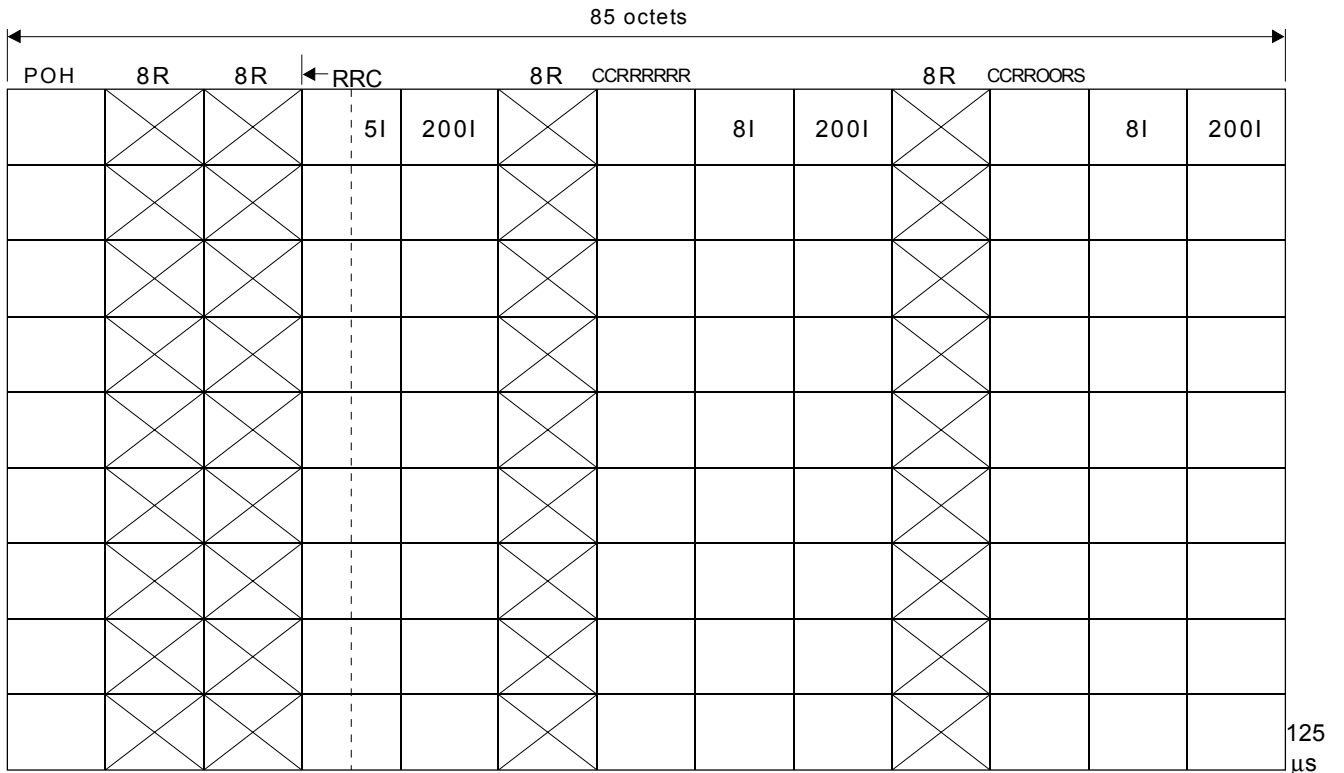 85 octets
POH 8R 8R RRC 8R CCRRRRRR 8R CCRROORS
5I 200I 8I 200I 8I 200I
125
μs